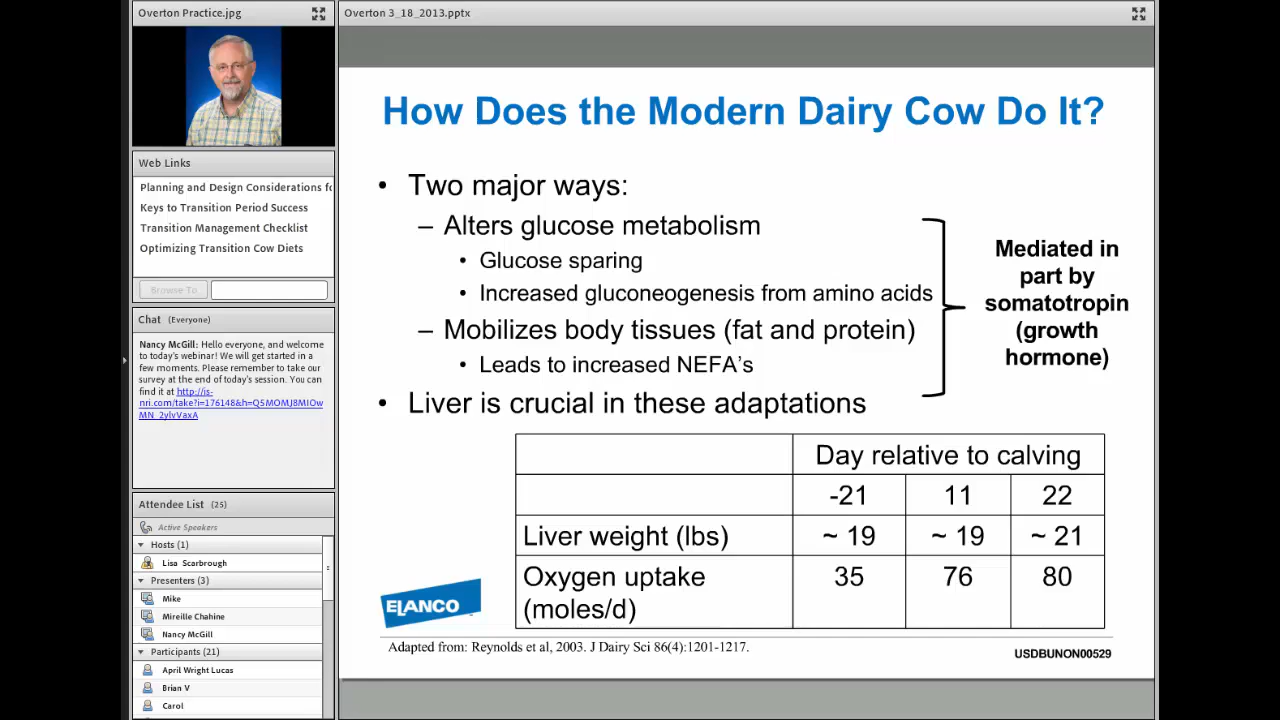 Overton Practice.jpg
Web Links
Planning and Design Considerations fo
Keys to Transition Period Success
Transition Management Checklist
Optimizing Transition Cow Diets
Browse To
Chat (Everyone)
Nancy McGill: Hello everyone, and welcome
to today's webinar! We will get started in a
few moments. Please remember to take our
survey at the end of today's session. You can
find it at http://is-
nri.com/take?i=176148&h=Q5MOMJ8MIOw
MN_2ylvVaxA
Attendee List (25)
Active Speakers
Hosts (1)
Lisa Scarbrough
Presenters (3)
Mike
Mireille Chahine
Nancy McGill
Participants (21)
April Wright Lucas
Brian V
Carol
Overton 3_18_2013.pptx
How Does the Modern Dairy Cow Do It?
• Two major ways:
– Alters glucose metabolism
• Glucose sparing
• Increased gluconeogenesis from amino acids
– Mobilizes body tissues (fat and protein)
• Leads to increased NEFA's
• Liver is crucial in these adaptations
Mediated in
part by
somatotropin
(growth
hormone)
Day relative to calving
-21 11 22
Liver weight (lbs) ~ 19 ~ 19 ~ 21
Oxygen uptake 35 76 80
(moles/d)
ELANCO
Adapted from: Reynolds et al, 2003. J Dairy Sci 86(4):1201-1217.
USDBUNON00529